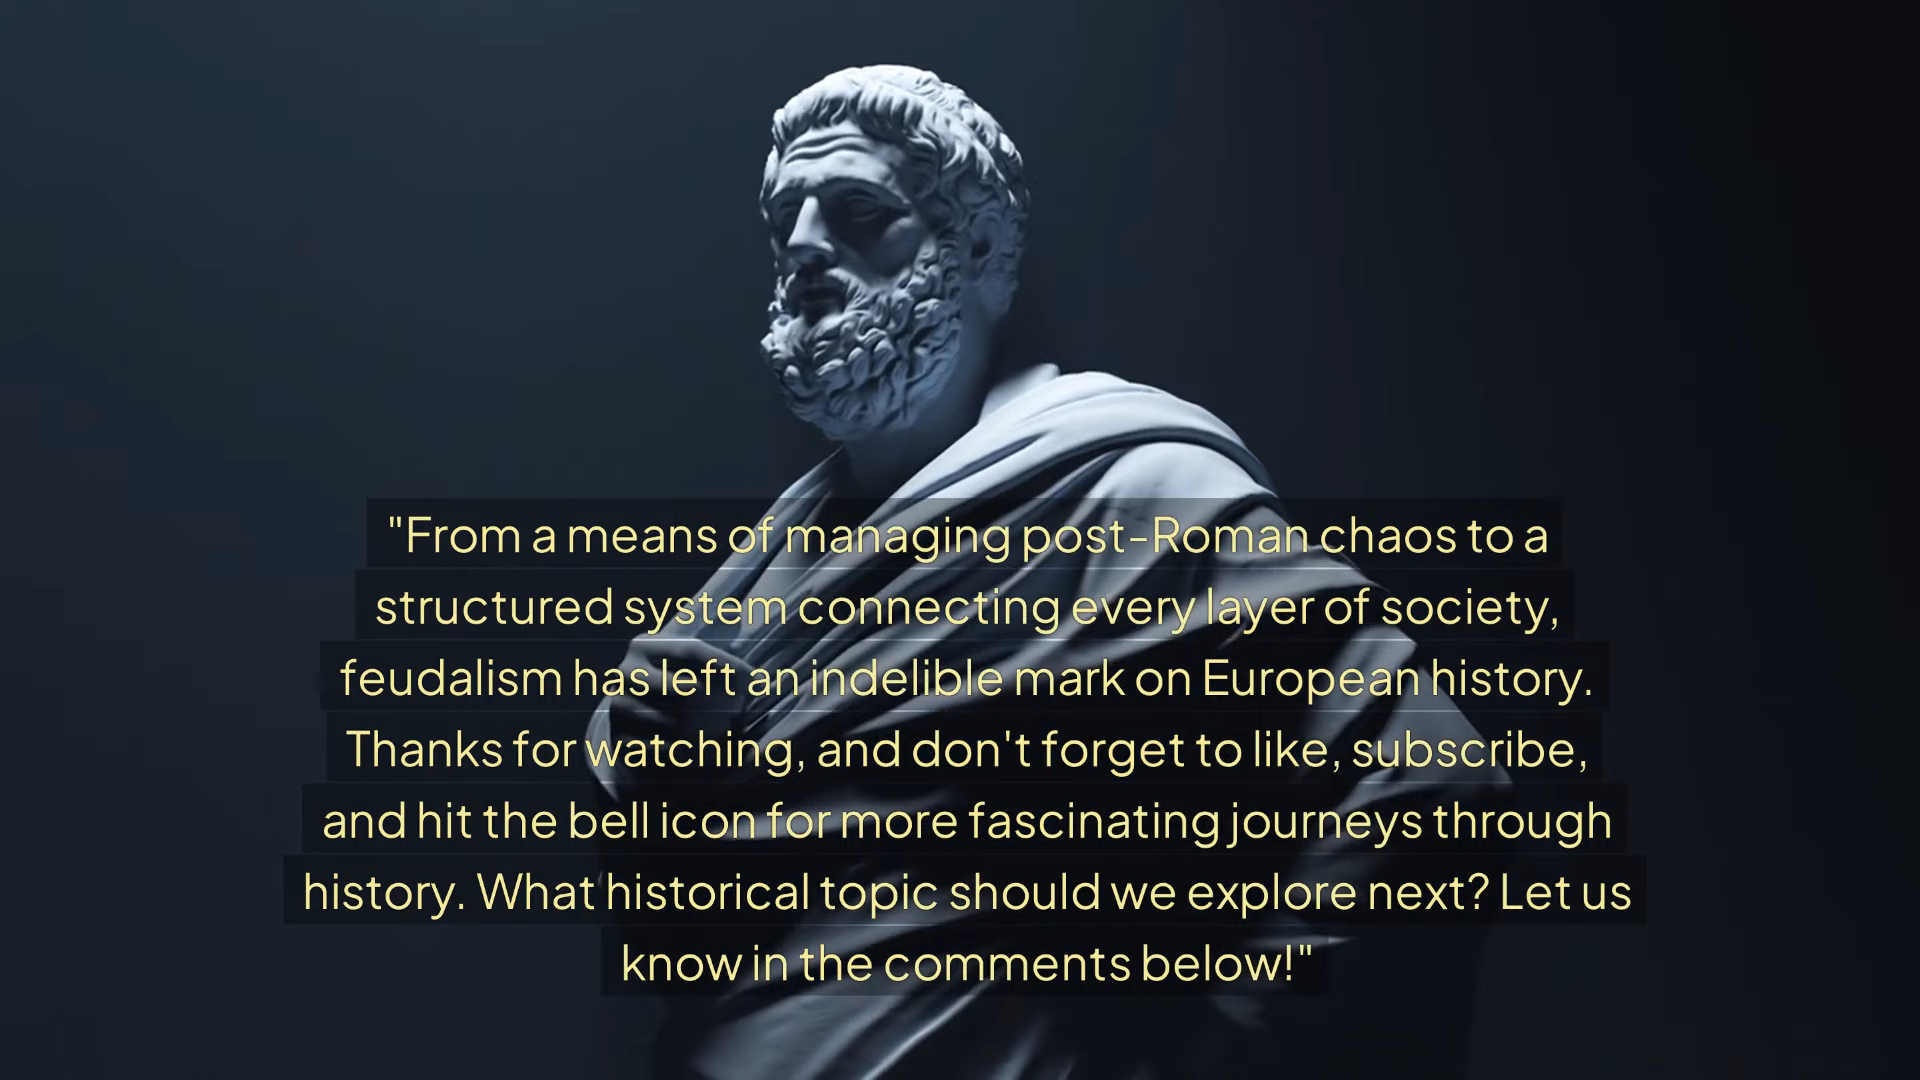 "From a means of managing post-Roman chaos to a
structured system connecting every layer of society,
feudalism has left an indelible mark on European history.
Thanks for watching, and don't forget to like, subscribe,
and hit the bell icon for more fascinating journeys through
history. What historical topic should we explore next? Let us
know in the comments below!"